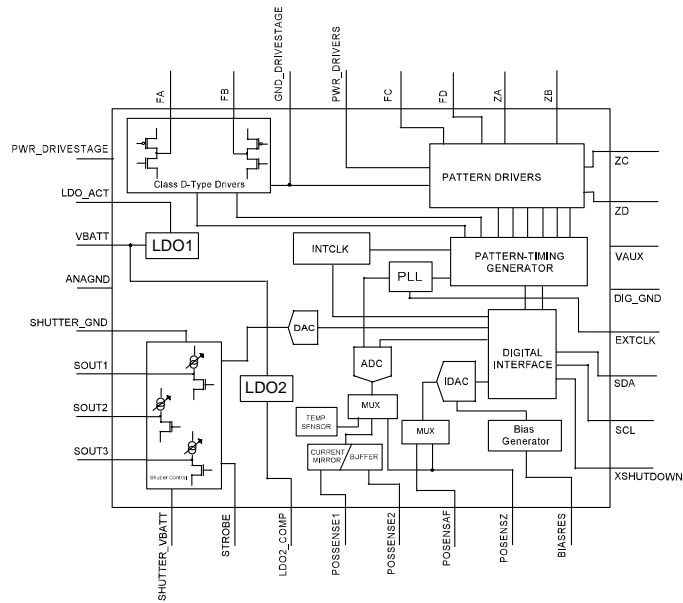 FA
FB
GND_DRIVESTAGE
PWR_DRIVERS
FC
FD
ZA
ZB
PWR_DRIVESTAGE
LDO_ACT
VBATT
ANAGND
SHUTTER_GND
SOUT1
SOUT2
SOUT3
Class D-Type Drivers
PATTERN DRIVERS
LDO1
INTCLK
PATTERN-TIMING
GENERATOR
PLL
DAC
ADC
DIGITAL
INTERFACE
LDO2
IDAC
TEMP
SENSOR
MUX
MUX
Bias
Generator
CURRENT
MIRROR
BUFFER
Shutter Control
ZC
ZD
VAUX
DIG_GND
EXTCLK
SDA
SCL
XSHUTDOWN
SHUTTER_VBATT
STROBE
LDO2_COMP
POSSENSE1
POSSENSE2
POSENSAF
POSENSZ
BIASRES